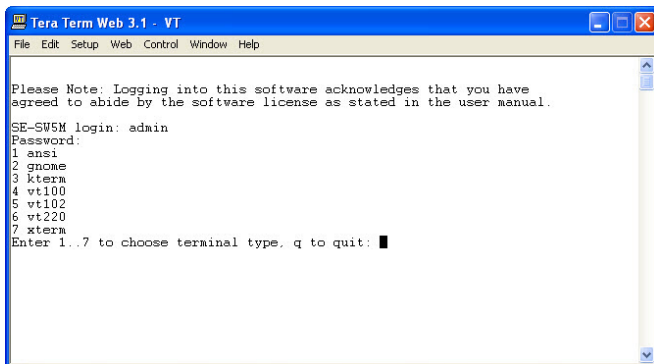 Tera Term Web 3.1 - VT
File Edit Setup Web Control Window Help
Please Note: Logging into this software acknowledges that you have
agreed to abide by the software license as stated in the user manual.
SE-SW5M login: admin
Password:
1 ansi
2 gnome
3 kterm
4 vt100
5 vt102
6 vt220
7 xterm
Enter 1..7 to choose terminal type, q to quit: